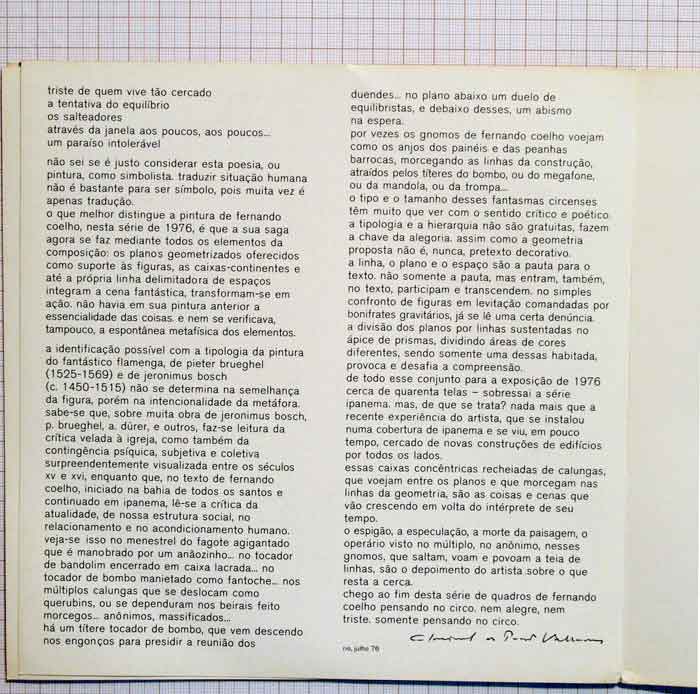 triste de quem vive tão cercado
a tentativa do equilíbrio
os salteadores
através da janela aos poucos, aos poucos...
um paraíso intolerável
não sei se é justo considerar esta poesia, ou
pintura, como simbolista. traduzir situação humana
não é bastante para ser símbolo, pois muita vez é
apenas tradução.
o que melhor distingue a pintura de fernando
coelho, nesta série de 1976, é que a sua saga
agora se faz mediante todos os elementos da
composição: os planos geometrizados oferecidos
como suporte às figuras, as caixas-continentes e
até a própria linha delimitadora de espaços
integram a cena fantástica, transformam-se em
ação. não havia em sua pintura anterior a
essencialidade das coisas. e nem se verificava,
tampouco, a espontânea metafísica dos elementos.
a identificação possível com a tipologia da pintura
do fantástico flamenga, de pieter brueghel
(1525-1569) e de jeronimus bosch
(c. 1450-1515) não se determina na semelhança
da figura, porém na intencionalidade da metáfora.
sabe-se que, sobre muita obra de jeronimus bosch,
p. brueghel, a. dürer, e outros, faz-se leitura da
crítica velada à igreja, como também da
contingência psíquica, subjetiva e coletiva
surpreendentemente visualizada entre os séculos
xv e xvi, enquanto que, no texto de fernando
coelho, iniciado na bahia de todos os santos e
continuado em ipanema, lê-se a crítica da
atualidade, de nossa estrutura social, no
relacionamento e no acondicionamento humano.
veja-se isso no menestrel do fagote agigantado
que é manobrado por um anãozinho... no tocador
de bandolim encerrado em caixa lacrada... no
tocador de bombo manietado como fantoche... nos
múltiplos calungas que se deslocam como
querubins, ou se dependuram nos beirais feito
morcegos... anônimos, massificados...
há um títere tocador de bombo, que vem descendo
nos engonços para presidir a reunião dos
duendes... no plano abaixo um duelo de
equilibristas, e debaixo desses, um abismo
na espera.
por vezes os gnomos de fernando coelho voejam
como os anjos dos painéis e das peanhas
barrocas, morcegando as linhas da construção,
atraídos pelos títeres do bombo, ou do megafone,
ou da mandola, ou da trompa...
o tipo e o tamanho desses fantasmas circenses
têm muito que ver com o sentido crítico e poético.
a tipologia e a hierarquia não são gratuitas, fazem
a chave da alegoria. assim como a geometria
proposta não é, nunca, pretexto decorativo.
a linha, o plano e o espaço são a pauta para o
texto. não somente a pauta, mas entram, também,
no texto, participam e transcendem. no simples
confronto de figuras em levitação comandadas por
bonifrates gravitários, já se lê uma certa denúncia.
a divisão dos planos por linhas sustentadas no
ápice de prismas, dividindo áreas de cores
diferentes, sendo somente uma dessas habitada,
provoca e desafia a compreensão.
de todo esse conjunto para a exposição de 1976
cerca de quarenta telas – sobressai a série
ipanema. mas, de que se trata? nada mais que a
recente experiência do artista, que se instalou
numa cobertura de ipanema e se viu, em pouco
tempo, cercado de novas construções de edifícios
por todos os lados.
essas caixas concêntricas recheiadas de calungas,
que voejam entre os planos e que morcegam nas
linhas da geometria, são as coisas e cenas que
vão crescendo em volta do intérprete de seu
tempo.
o espigão, a especulação, a morte da paisagem, o
operário visto no múltiplo, no anônimo, nesses
gnomos, que saltam, voam e povoam a teia de
linhas, são o depoimento do artista sobre o que
resta a cerca.
chego ao fim desta série de quadros de fernando
coelho pensando no circo. nem alegre, nem
triste. somente pensando no circo.
rio, julho 76